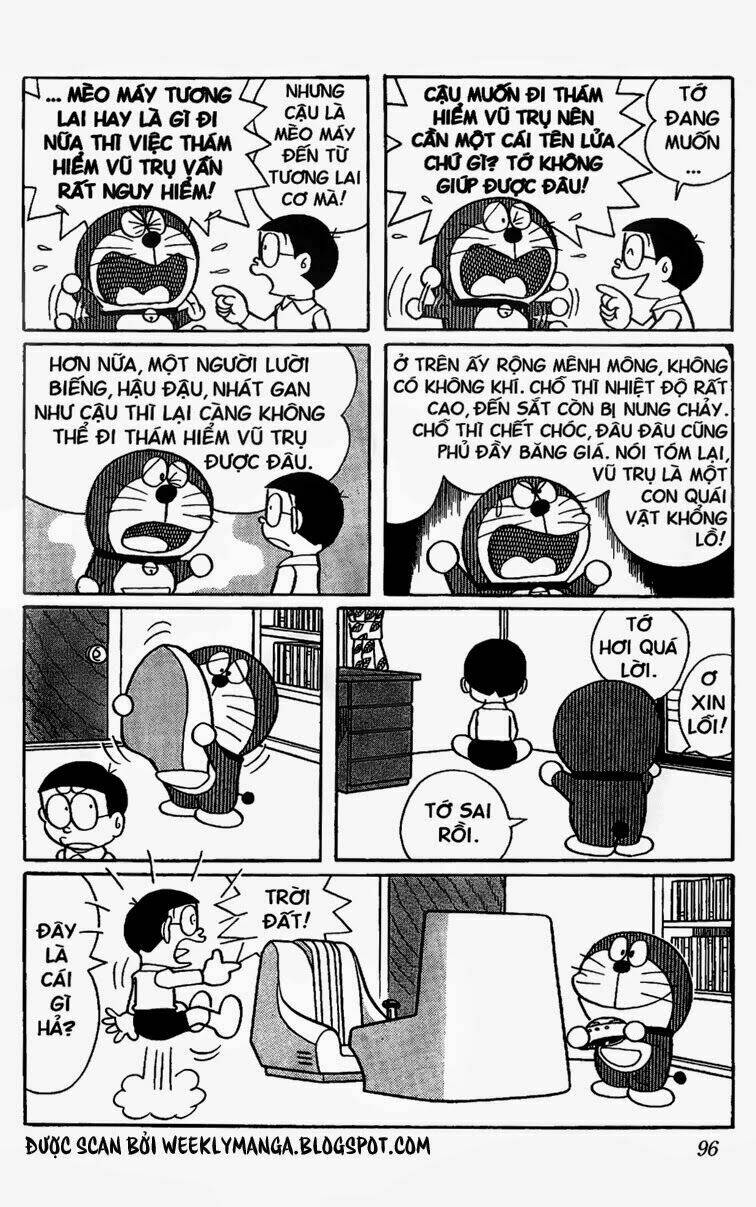 TỚ
ĐANG
MUỐN
...
CẬU MUỐN ĐI THÁM
HIỂM VŨ TRỤ NÊN
CẦN MỘT CÁI TÊN LỬA
CHỨ GÌ? TỚ KHÔNG
GIÚP ĐƯỢC ĐÂU!
NHƯNG
CẬU LÀ
MÈO MÁY
ĐẾN TỪ
TƯƠNG LAI
CƠ MÀ!
... MÈO MÁY TƯƠNG
LAI HAY LÀ GÌ ĐI
NỮA THÌ VIỆC THÁM
HIỂM VŨ TRỤ VẪN
RẤT NGUY HIỂM!
Ở TRÊN ẤY RỘNG MÊNH MÔNG, KHÔNG
CÓ KHÔNG KHÍ. CHỖ THÌ NHIỆT ĐỘ RẤT
CAO, ĐẾN SẮT CÒN BỊ NUNG CHẢY.
CHỖ THÌ CHẾT CHÓC, ĐÂU ĐÂU CŨNG
PHỦ ĐẦY BĂNG GIÁ. NÓI TÓM LẠI,
VŨ TRỤ LÀ MỘT
CON QUÁI
VẬT KHỔNG
LỒ!
HƠN NỮA, MỘT NGƯỜI LƯỜI
BIẾNG, HẬU ĐẬU, NHÁT GAN
NHƯ CẬU THÌ LẠI CÀNG KHÔNG
THỂ ĐI THÁM HIỂM VŨ TRỤ
ĐƯỢC ĐÂU.
Ơ
XIN
LỖI!
TỚ
HƠI QUÁ
LỜI.
TỚ SAI
RỒI.
TRỜI
ĐẤT!
ĐÂY
LÀ
CÁI
GÌ
HẢ?
ĐƯỢC SCAN BỞI WEEKLYMANGA.BLOGSPOT.COM
96